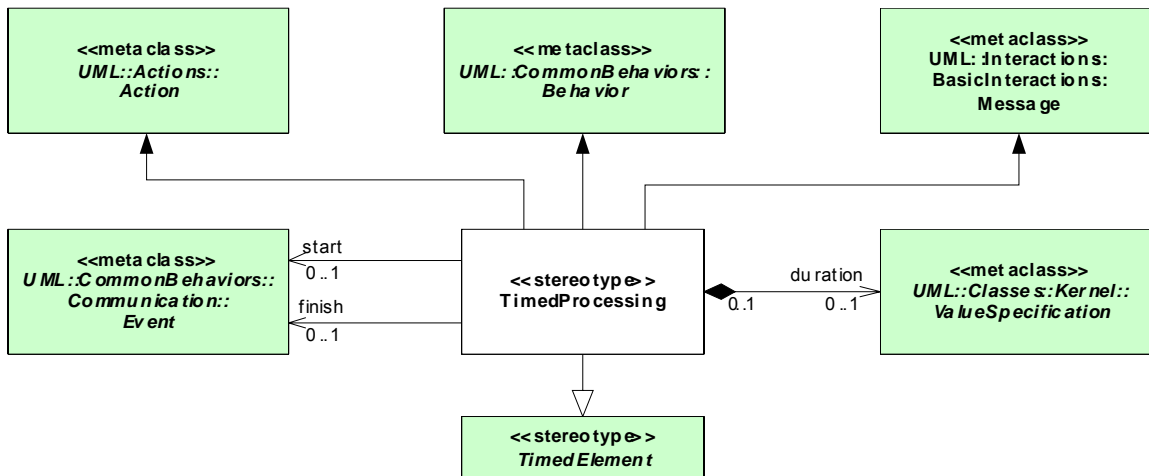 <<metaclass>>
UML::Actions::
Action
<<metaclass>>
UML::CommonBehaviors::
Behavior
<<metaclass>>
UML::Interactions:
BasicInteractions:
Message
<<metaclass>>
UML::CommonBehaviors::
Communication::
Event
start
0..1
finish
0..1
<<stereotype>>
TimedProcessing
duration
0..1
0..1
<<metaclass>>
UML::Classes::Kernel::
ValueSpecification
<<stereotype>>
TimedElement